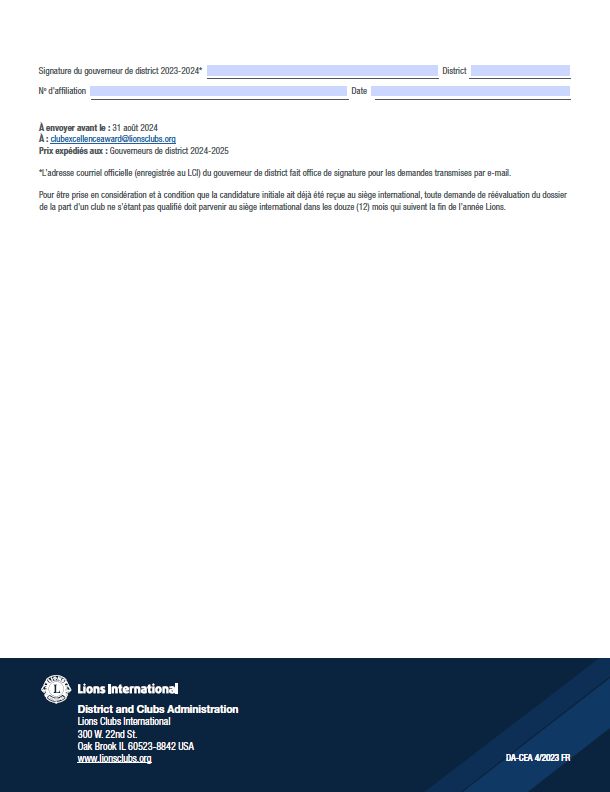 Signature du gouverneur de district 2023-2024* District
Nº d'affiliation Date
À envoyer avant le : 31 août 2024
À : clubexcellenceaward@lionsclubs.org
Prix expédiés aux : Gouverneurs de district 2024-2025
*L'adresse courriel officielle (enregistrée au LCI) du gouverneur de district fait office de signature pour les demandes transmises par e-mail.
Pour être prise en considération et à condition que la candidature initiale ait déjà été reçue au siège international, toute demande de réévaluation du dossier
de la part d'un club ne s'étant pas qualifié doit parvenir au siège international dans les douze (12) mois qui suivent la fin de l'année Lions.
Lions International
District and Clubs Administration
Lions Clubs International
300 W. 22nd St.
Oak Brook IL 60523-8842 USA
www.lionsclubs.org
DA-CEA 4/2023 FR